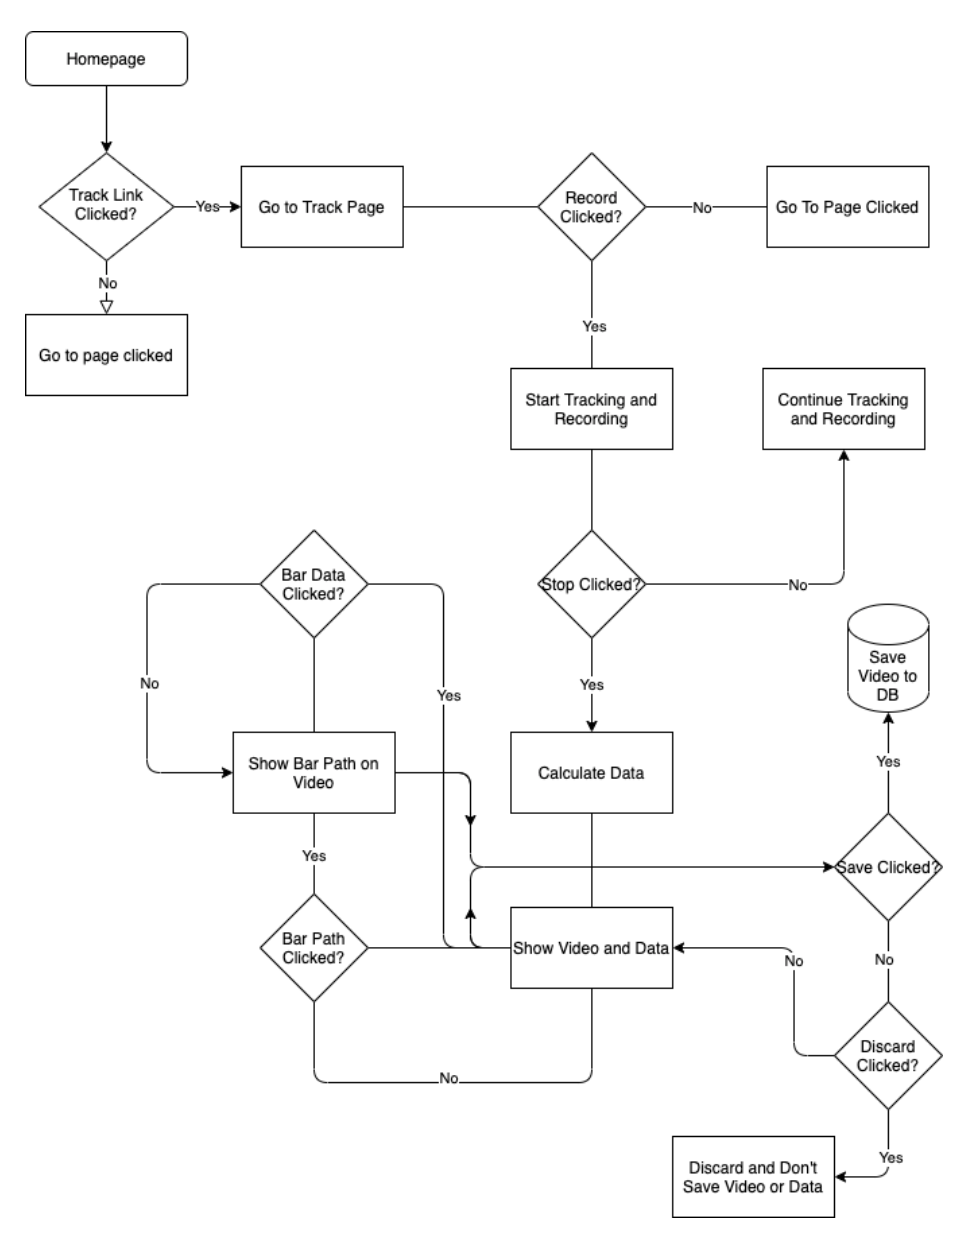 Homepage
Track Link
Clicked?
Yes
Go to Track Page
Record
Clicked?
No
Go To Page Clicked
No
Go to page clicked
Yes
Start Tracking and
Recording
Continue Tracking
and Recording
Bar Data
Clicked?
Stop Clicked?
No
Save
Video to
DB
No
Yes
Yes
Show Bar Path on
Video
Calculate Data
Yes
Yes
Save Clicked?
Bar Path
Clicked?
Show Video and Data
No
No
Discard
Clicked?
No
Yes
Discard and Don't
Save Video or Data